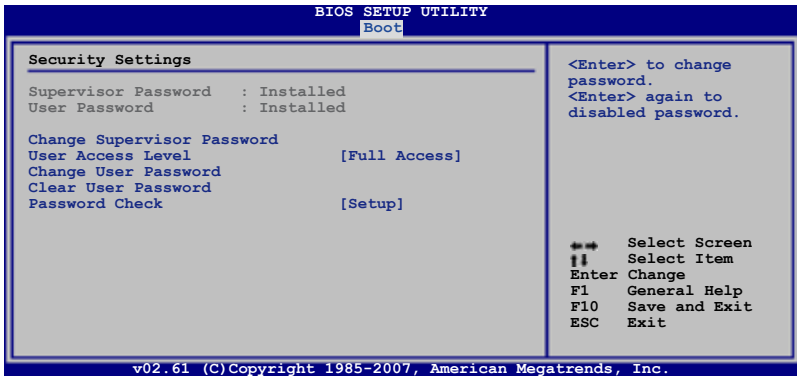 BIOS SETUP UTILITY
Boot
Security Settings
Supervisor Password : Installed
User Password : Installed
Change Supervisor Password
User Access Level [Full Access]
Change User Password
Clear User Password
Password Check [Setup]
<Enter> to change
password.
<Enter> again to
disabled password.
Select Screen
Select Item
Enter Change
F1 General Help
F10 Save and Exit
ESC Exit
v02.61 (C)Copyright 1985-2007, American Megatrends, Inc.